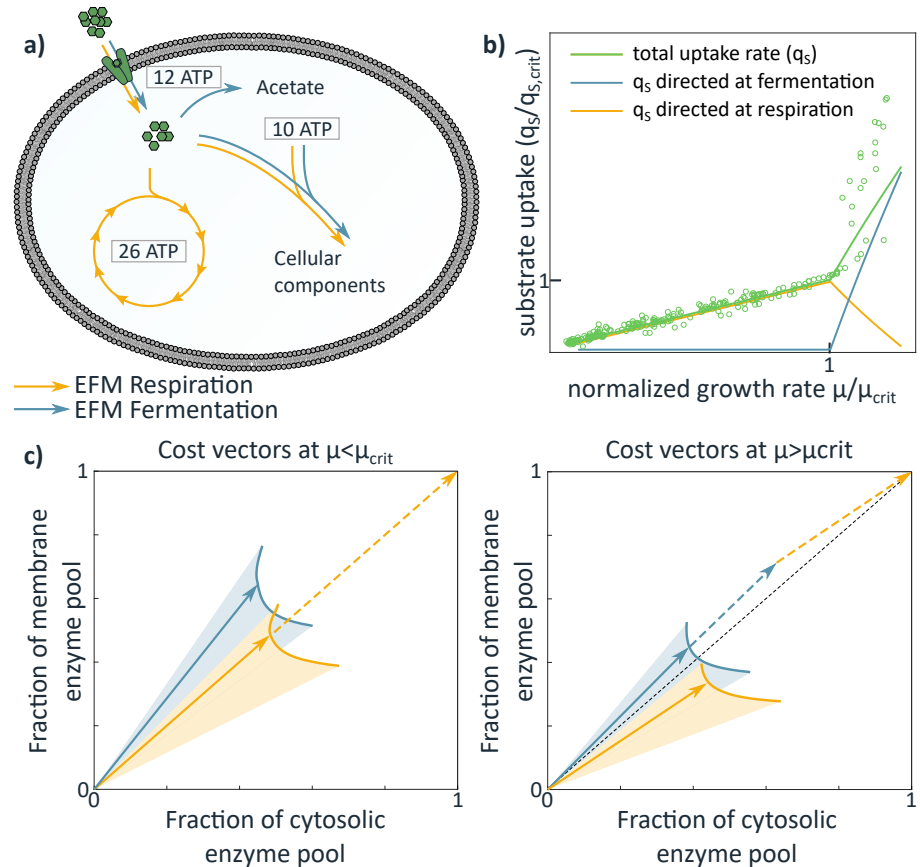 a)
12 ATP
Acetate
10 ATP
26 ATP
Cellular
components
EFM Respiration
EFM Fermentation
b)
total uptake rate (qS)
qS directed at fermentation
qS directed at respiration
substrate uptake (qS/qS,crit)
1
1
normalized growth rate μ/μcrit
c)
Cost vectors at μ<μcrit
1
Fraction of membrane
enzyme pool
0
0
1
Fraction of cytosolic
enzyme pool
Cost vectors at μ>μcrit
1
Fraction of membrane
enzyme pool
0
0
1
Fraction of cytosolic
enzyme pool